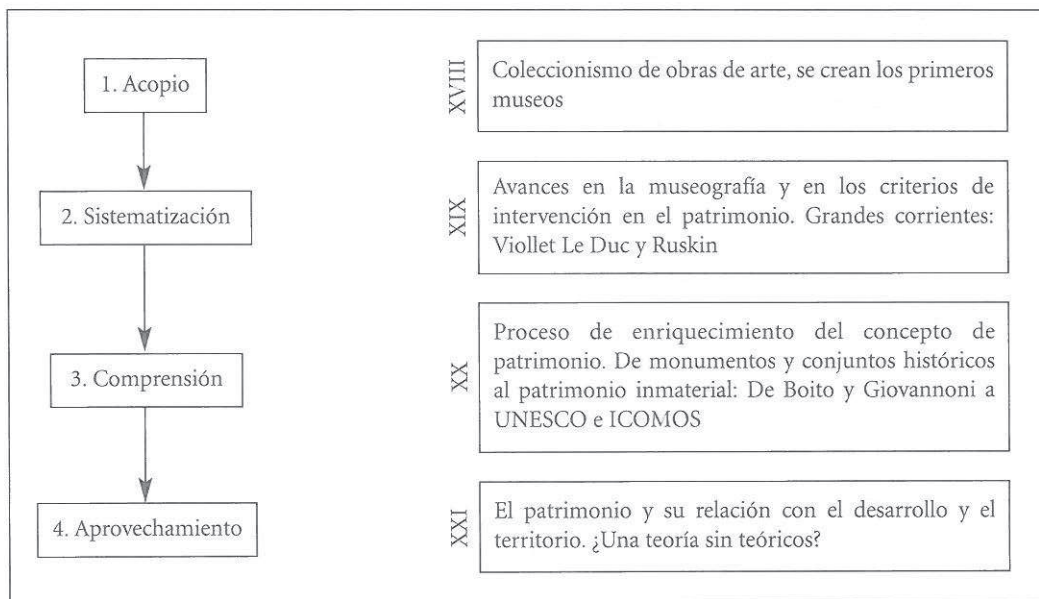 1. Acopio
XVIII
Coleccionismo de obras de arte, se crean los primeros
museos
2. Sistematización
XIX
Avances en la museografía y en los criterios de
intervención en el patrimonio. Grandes corrientes:
Viollet Le Duc y Ruskin
3. Comprensión
XX
Proceso de enriquecimiento del concepto de
patrimonio. De monumentos y conjuntos históricos
al patrimonio inmaterial: De Boito y Giovannoni a
UNESCO e ICOMOS
4. Aprovechamiento
XXI
El patrimonio y su relación con el desarrollo y el
territorio. ¿Una teoría sin teóricos?